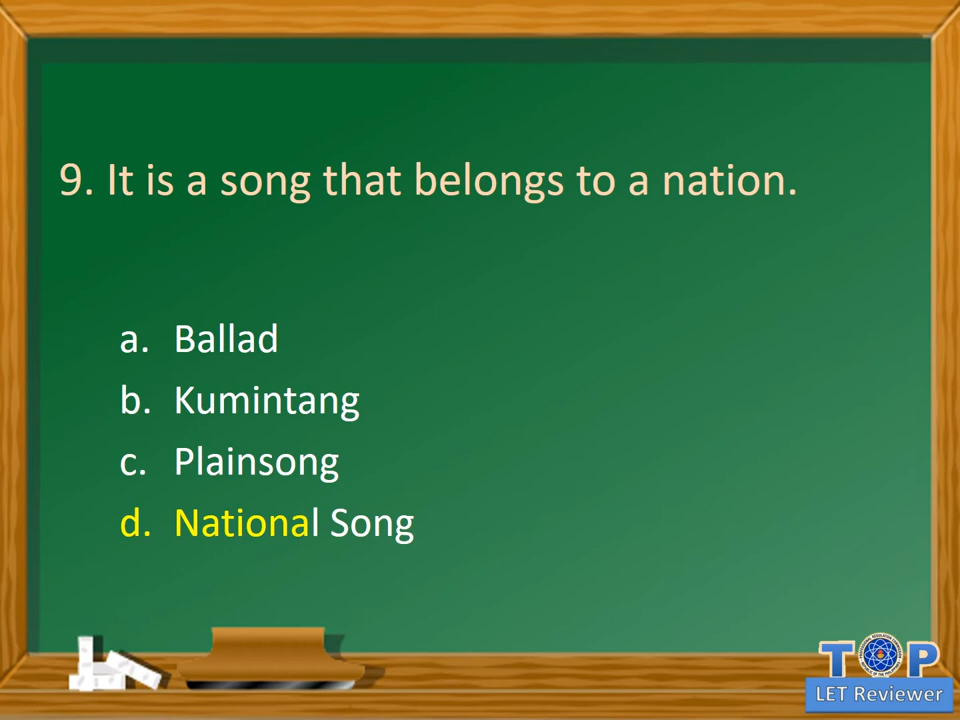 9. It is a song that belongs to a nation.
a. Ballad
b. Kumintang
c. Plainsong
d. National Song
TOP
LET Reviewer